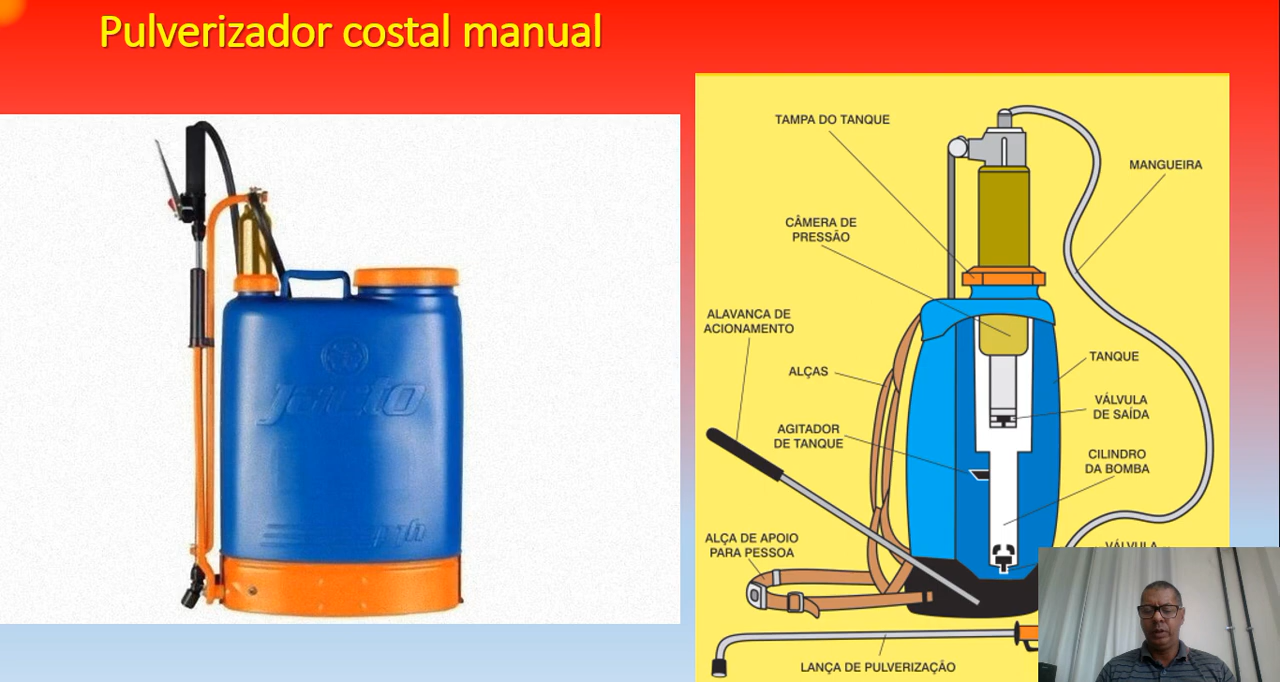 Pulverizador costal manual
jacto
TAMPA DO TANQUE
MANGUEIRA
CÂMERA DE
PRESSÃO
ALAVANCA DE
ACIONAMENTO
TANQUE
ALÇAS
VÁLVULA
DE SAÍDA
AGITADOR
DE TANQUE
CILINDRO
DA BOMBA
ALÇA DE APOIO
PARA PESSOA
VÁLVULA
LANÇA DE PULVERIZAÇÃO